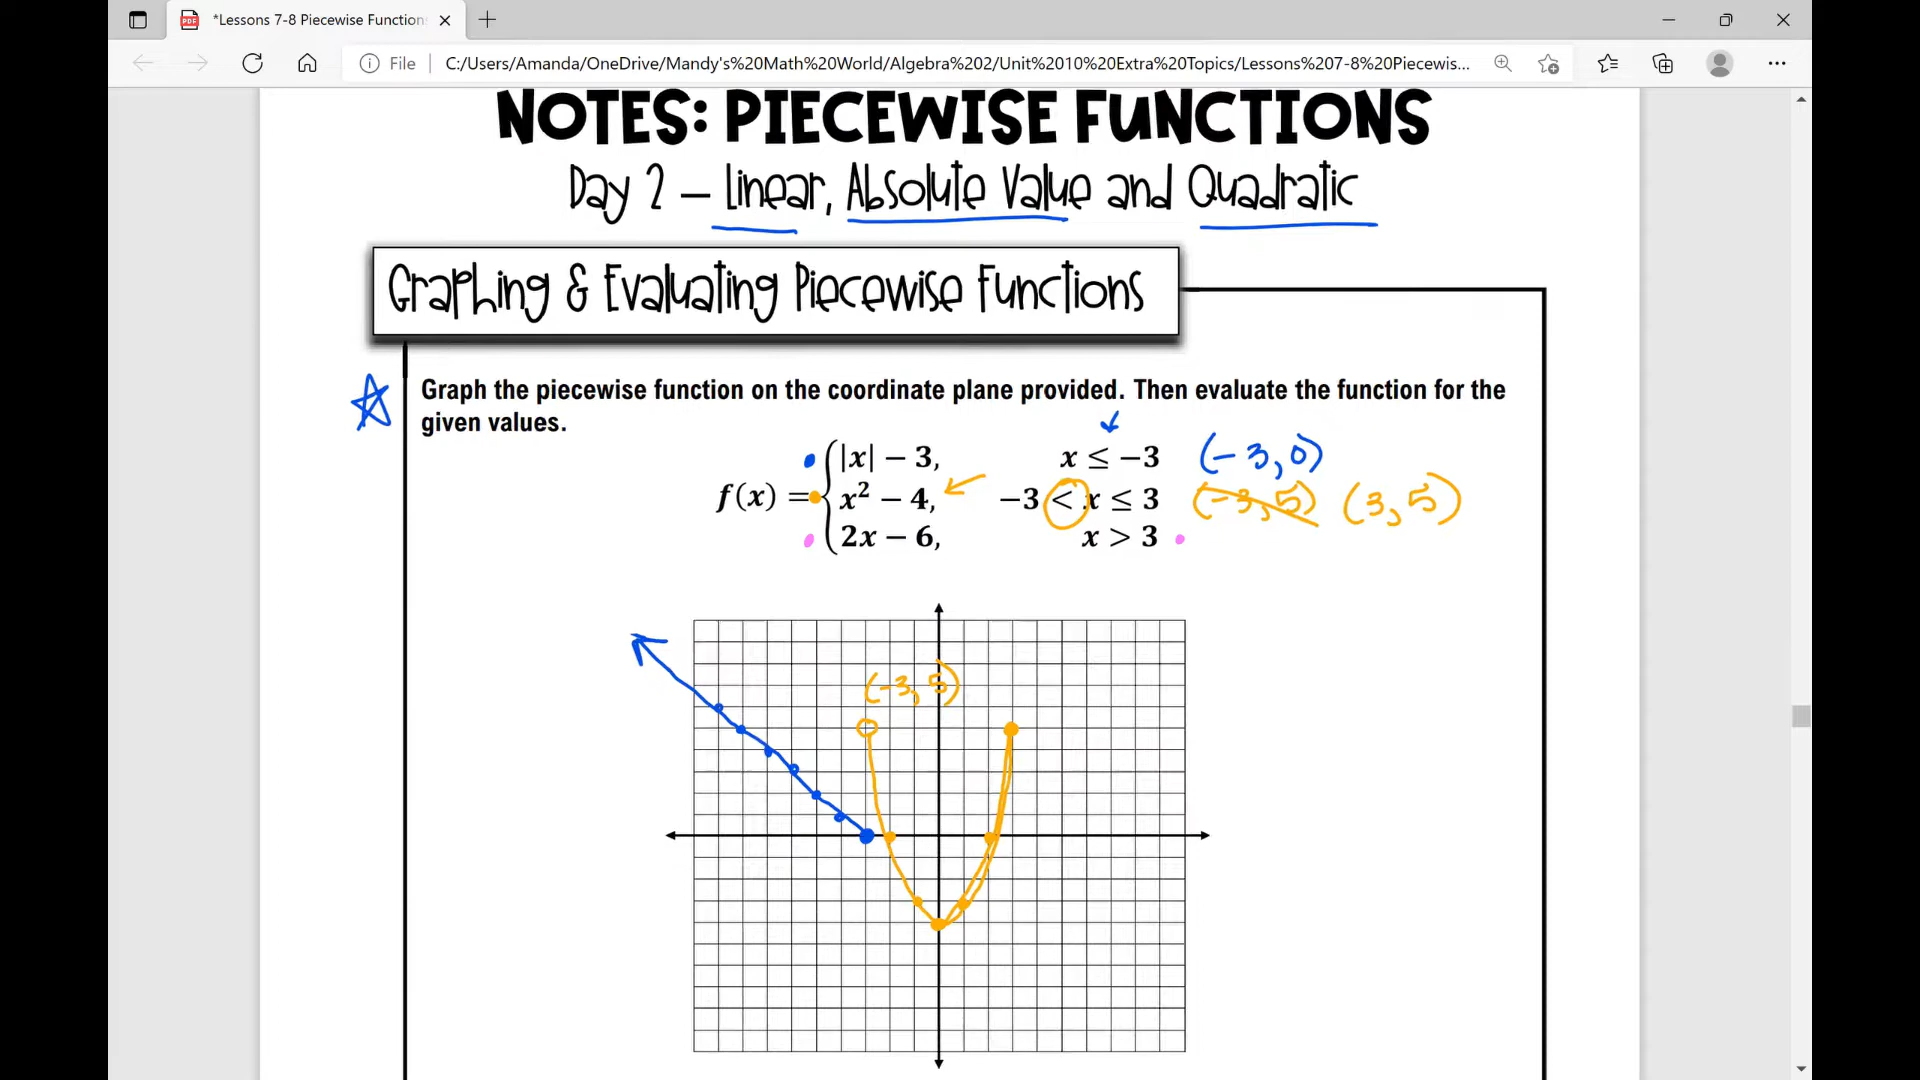 *Lessons 7-8 Piecewise Function
File C:/Users/Amanda/OneDrive/Mandy's%20Math%20World/Algebra%202/Unit%2010%20Extra%20Topics/Lessons%207-8%20Piecewis...
NOTES: PIECEWISE FUNCTIONS
Day 2 – Linear, Absolute Value and Quadratic
Graphing & Evaluating Piecewise Functions
Graph the piecewise function on the coordinate plane provided. Then evaluate the function for the
given values.
|x| − 3, x ≤ −3 (-3, 0)
f(x) = { x² − 4, −3 < x ≤ 3 (-3, 5) (3, 5)
2x − 6, x > 3
(-3, 5)